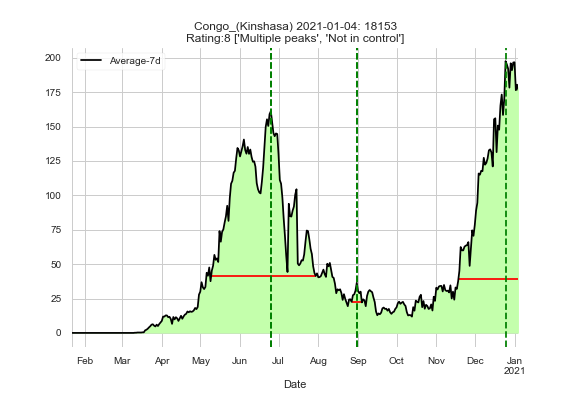 Congo_(Kinshasa) 2021-01-04: 18153
Rating:8 ['Multiple peaks', 'Not in control']
Average-7d
200
175
150
125
100
75
50
25
0
Feb Mar Apr May Jun Jul Aug Sep Oct Nov Dec Jan
2021
Date